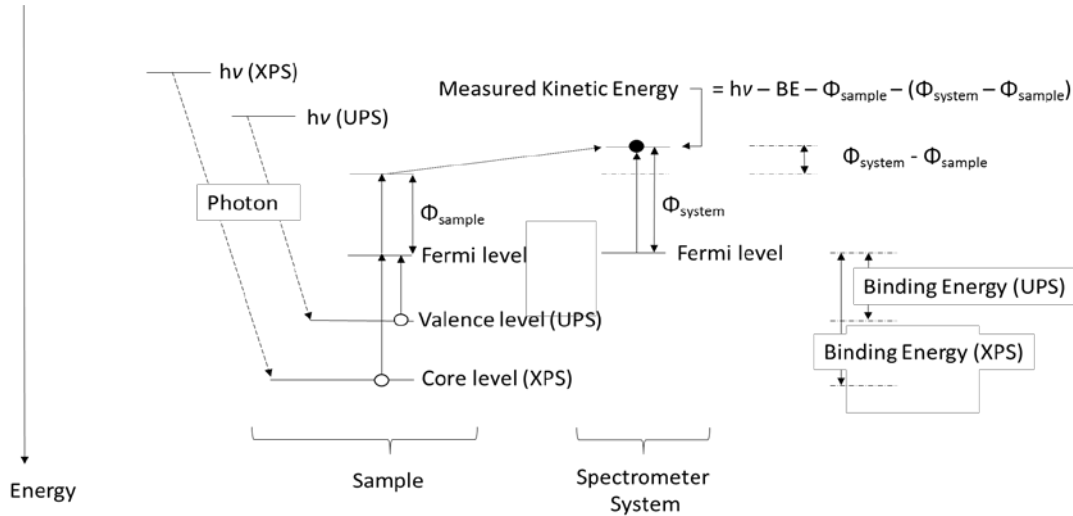 hν (XPS)
hν (UPS)
Measured Kinetic Energy = hν – BE – Φsample – (Φsystem – Φsample)
Φsystem - Φsample
Photon
Φsample
Φsystem
Fermi level
Fermi level
Binding Energy (UPS)
Valence level (UPS)
Binding Energy (XPS)
Core level (XPS)
Energy
Sample
Spectrometer
System